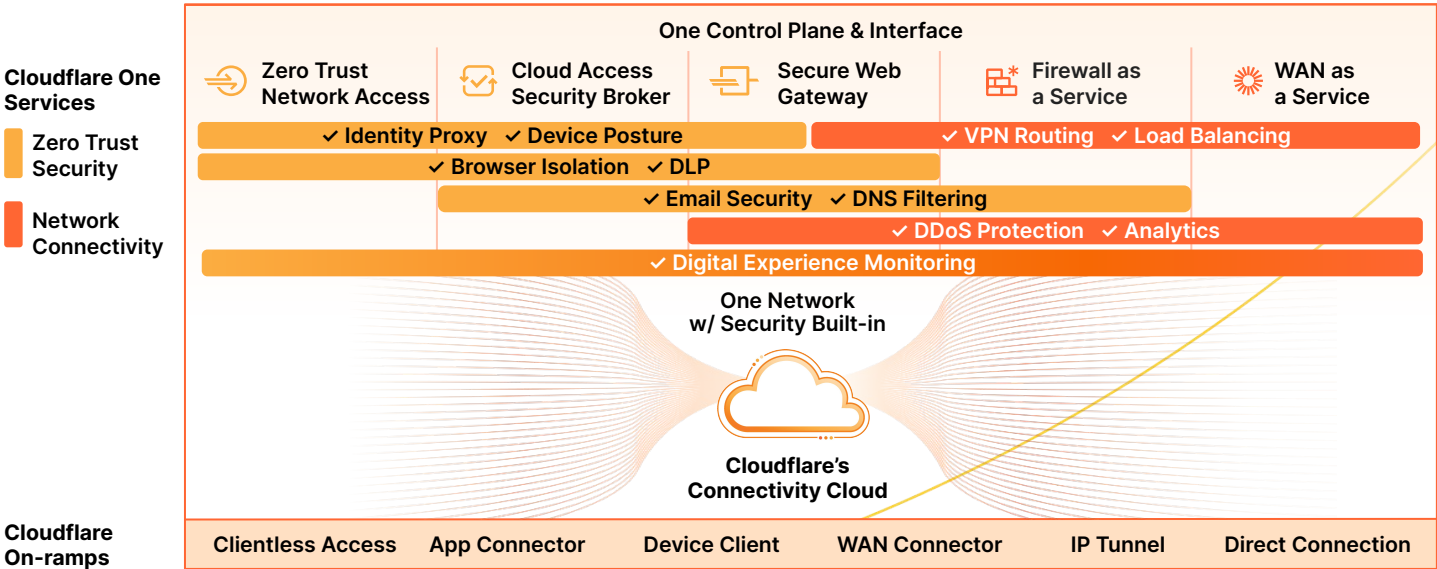 One Control Plane & Interface
Cloudflare One
Services
Zero Trust
Security
Network
Connectivity
Zero Trust
Network Access
Cloud Access
Security Broker
Secure Web
Gateway
Firewall as
a Service
WAN as
a Service
✓ Identity Proxy ✓ Device Posture
✓ VPN Routing ✓ Load Balancing
✓ Browser Isolation ✓ DLP
✓ Email Security ✓ DNS Filtering
✓ DDoS Protection ✓ Analytics
✓ Digital Experience Monitoring
One Network
w/ Security Built-in
Cloudflare’s
Connectivity Cloud
Cloudflare
On-ramps
Clientless Access
App Connector
Device Client
WAN Connector
IP Tunnel
Direct Connection